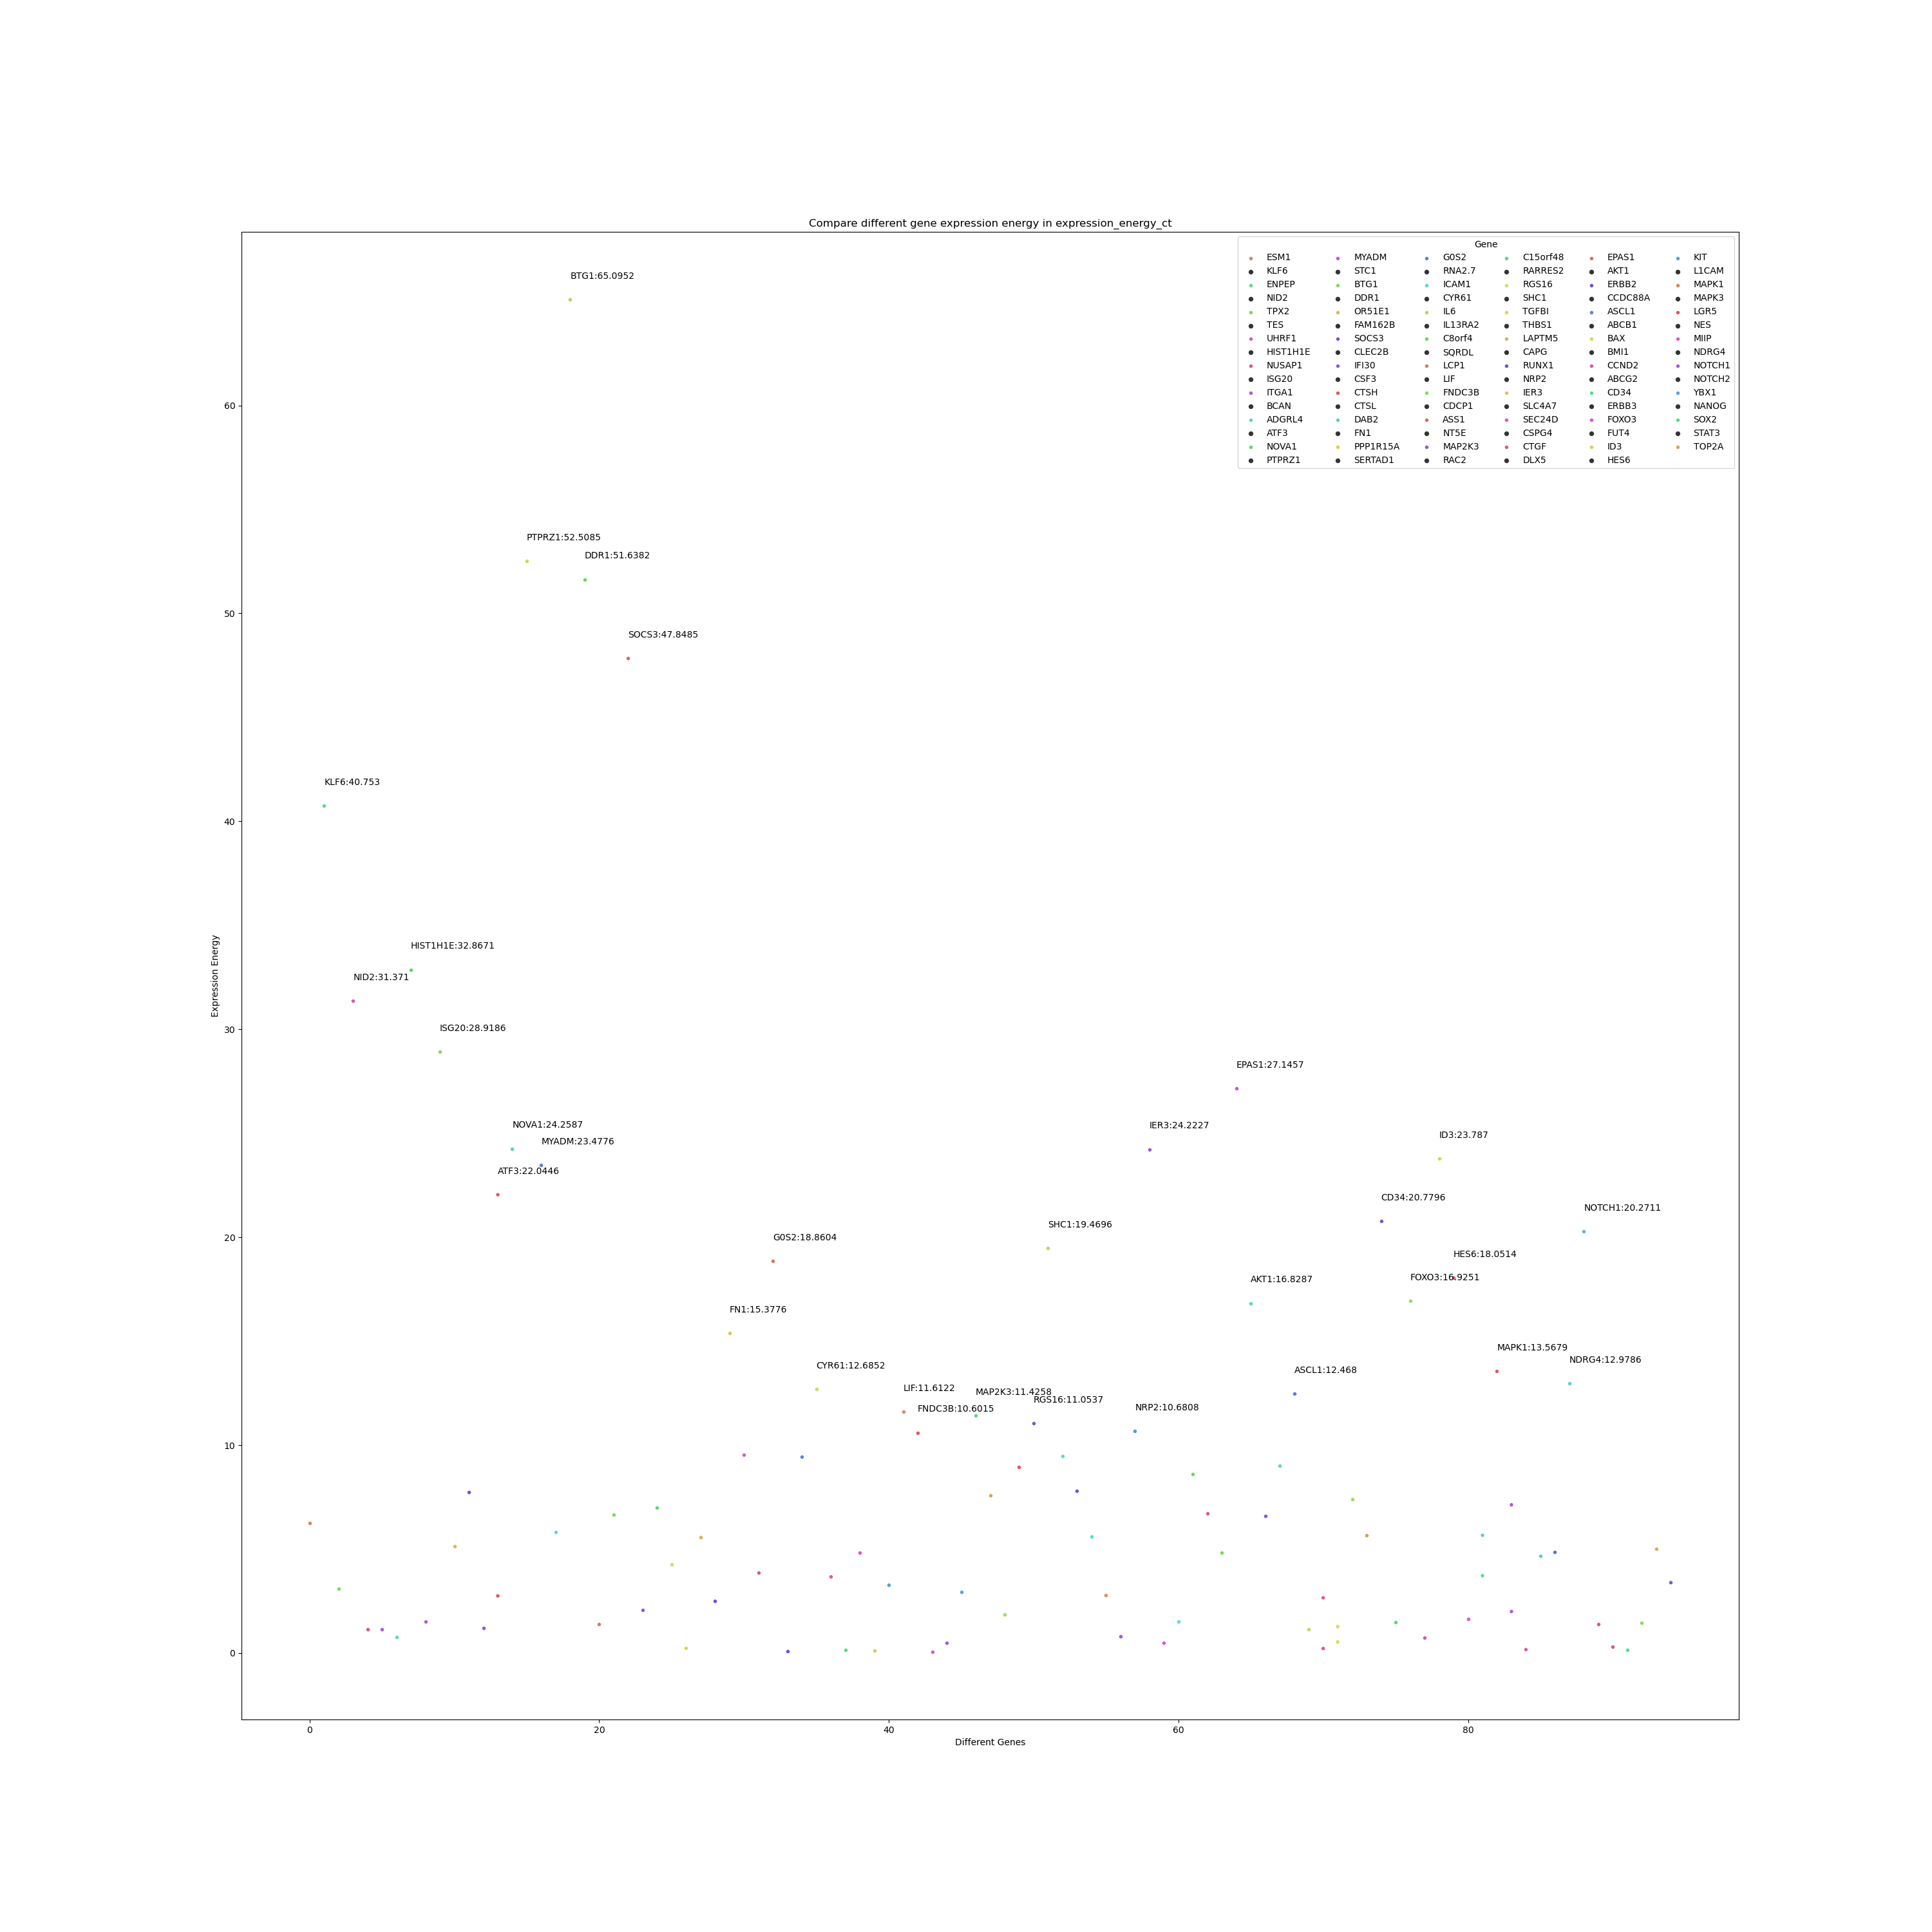 Compare different gene expression energy in expression_energy_ct
Gene
ESM1 MYADM G0S2 C15orf48 EPAS1 KIT
KLF6 STC1 RNA2.7 RARRES2 AKT1 L1CAM
ENPEP BTG1 ICAM1 RGS16 ERBB2 MAPK1
NID2 DDR1 CYR61 SHC1 CCDC88A MAPK3
TPX2 OR51E1 IL6 TGFBI ASCL1 LGR5
TES FAM162B IL13RA2 THBS1 ABCB1 NES
UHRF1 SOCS3 C8orf4 LAPTM5 BAX MIIP
HIST1H1E CLEC2B SQRDL CAPG BMI1 NDRG4
NUSAP1 IFI30 LCP1 RUNX1 CCND2 NOTCH1
ISG20 CSF3 LIF NRP2 ABCG2 NOTCH2
ITGA1 CTSH FNDC3B IER3 CD34 YBX1
BCAN CTSL CDCP1 SLC4A7 ERBB3 NANOG
ADGRL4 DAB2 ASS1 SEC24D FOXO3 SOX2
ATF3 FN1 NT5E CSPG4 FUT4 STAT3
NOVA1 PPP1R15A MAP2K3 CTGF ID3 TOP2A
PTPRZ1 SERTAD1 RAC2 DLX5 HES6
BTG1:65.0952
60
PTPRZ1:52.5085
DDR1:51.6382
50
SOCS3:47.8485
KLF6:40.753
40
HIST1H1E:32.8671
NID2:31.371
30
ISG20:28.9186
EPAS1:27.1457
NOVA1:24.2587
IER3:24.2227
ID3:23.787
MYADM:23.4776
ATF3:22.0446
CD34:20.7796
NOTCH1:20.2711
SHC1:19.4696
20
G0S2:18.8604
HES6:18.0514
FOXO3:16.9251
AKT1:16.8287
FN1:15.3776
MAPK1:13.5679
NDRG4:12.9786
CYR61:12.6852
ASCL1:12.468
LIF:11.6122
MAP2K3:11.4258
RGS16:11.0537
NRP2:10.6808
FNDC3B:10.6015
10
0
Expression Energy
0 20 40 60 80
Different Genes